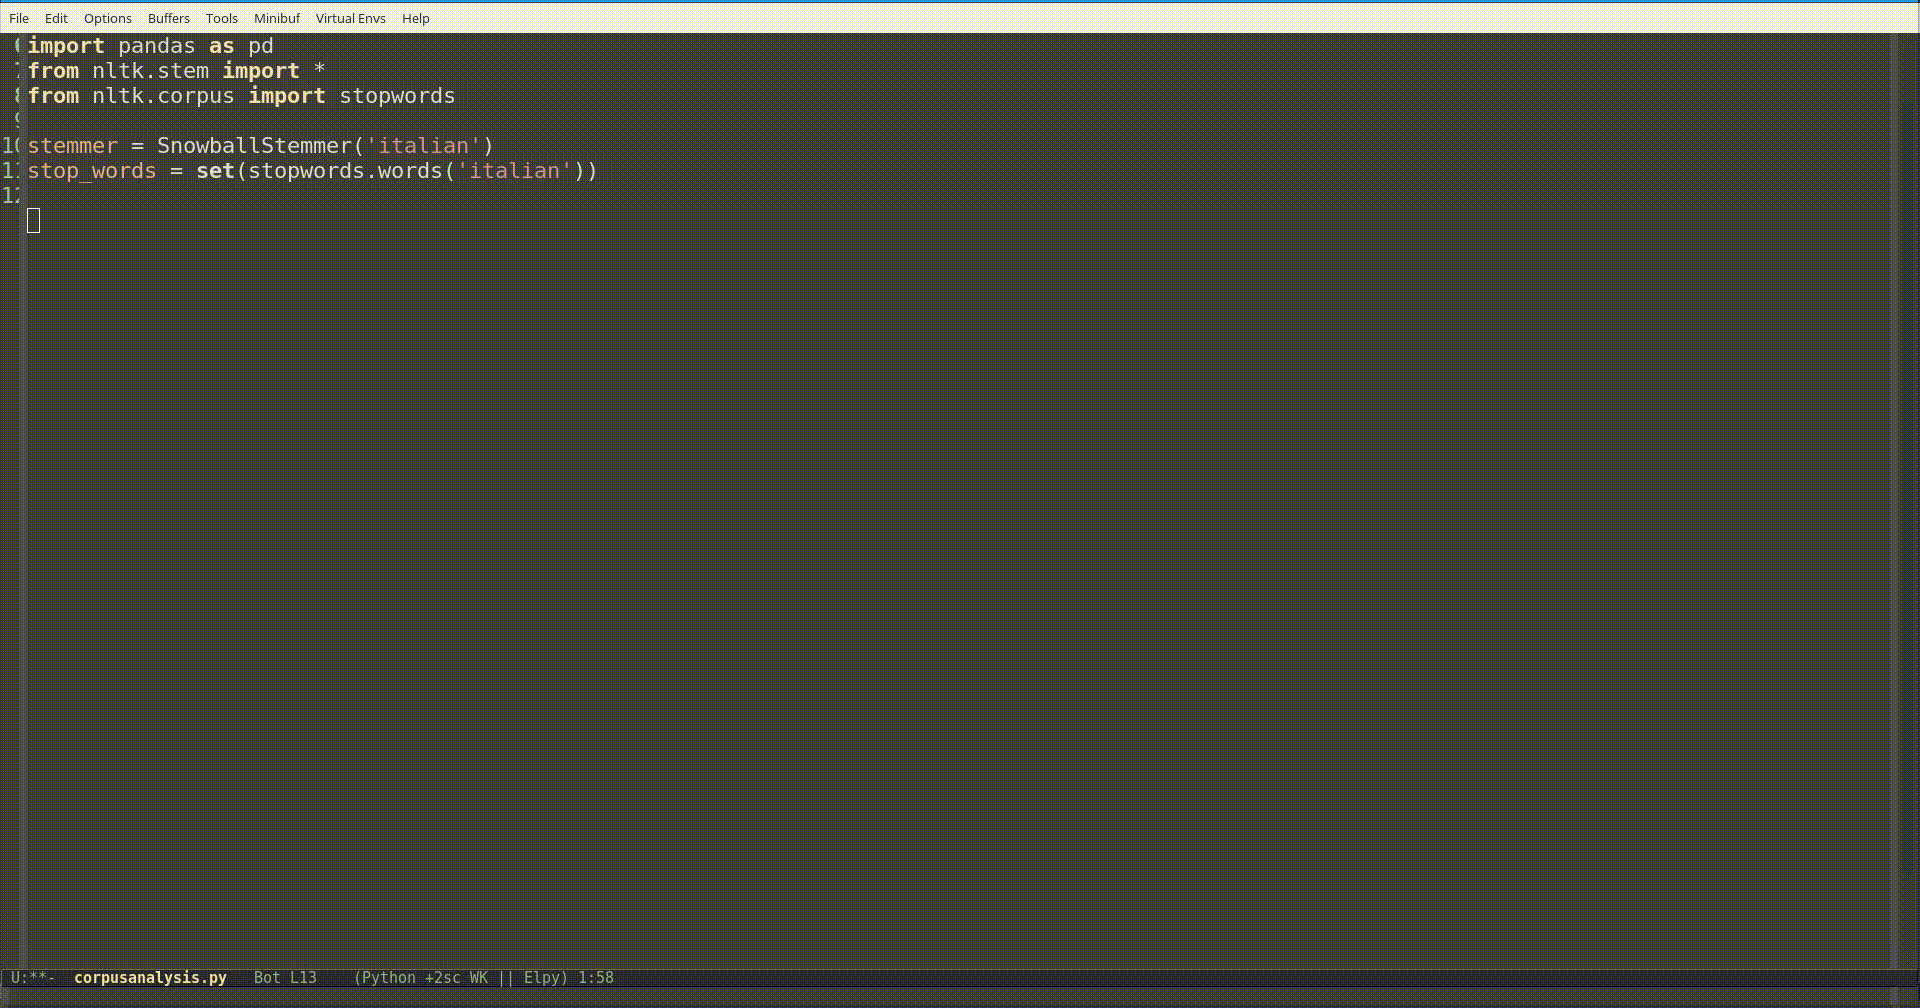 File Edit Options Buffers Tools Minibuf Virtual Envs Help
import pandas as pd
from nltk.stem import *
8 from nltk.corpus import stopwords
9
10 stemmer = SnowballStemmer('italian')
11 stop_words = set(stopwords.words('italian'))
12
U:**- corpusanalysis.py Bot L13 (Python +2sc WK || Elpy) 1:58